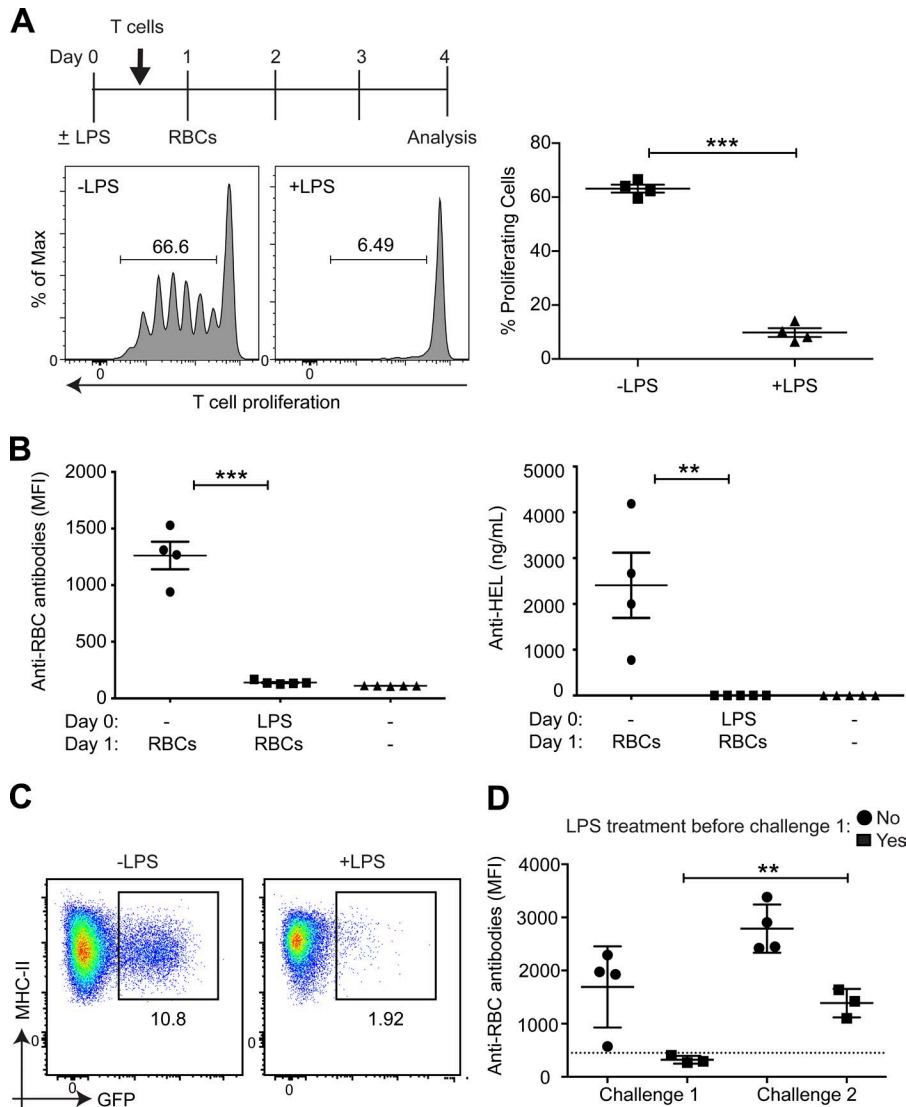 A
T cells
Day 0 1 2 3 4
± LPS RBCs Analysis
-LPS
66.6
% of Max
0
0
+LPS
6.49
0
0
T cell proliferation
***
80
60
40
20
0
% Proliferating Cells
-LPS +LPS
B
***
2000
1500
1000
500
0
Anti-RBC antibodies (MFI)
Day 0: - LPS -
Day 1: RBCs RBCs -
**
5000
4000
3000
2000
1000
0
Anti-HEL (ng/mL)
Day 0: - LPS -
Day 1: RBCs RBCs -
C
-LPS +LPS
10.8
1.92
MHC-II
0
0
0
0
GFP
D
LPS treatment before challenge 1: No
Yes
**
4000
3000
2000
1000
0
Anti-RBC antibodies (MFI)
Challenge 1 Challenge 2